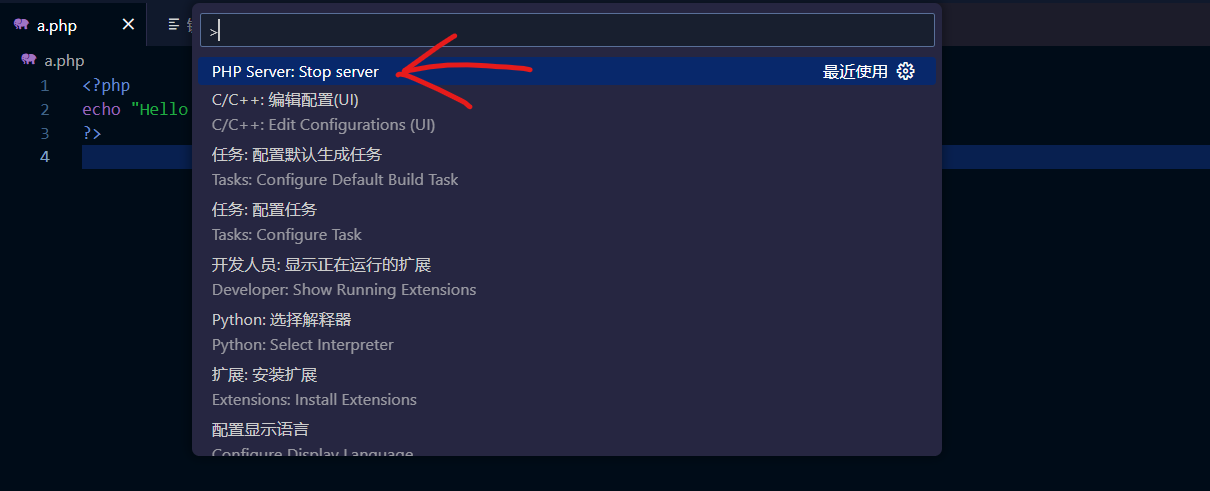 a.php
>
a.php
1 <?php
2 echo "Hello
3 ?>
4
PHP Server: Stop server 最近使用
C/C++: 编辑配置(UI)
C/C++: Edit Configurations (UI)
任务: 配置默认生成任务
Tasks: Configure Default Build Task
任务: 配置任务
Tasks: Configure Task
开发人员: 显示正在运行的扩展
Developer: Show Running Extensions
Python: 选择解释器
Python: Select Interpreter
扩展: 安装扩展
Extensions: Install Extensions
配置显示语言
Configure Display Language